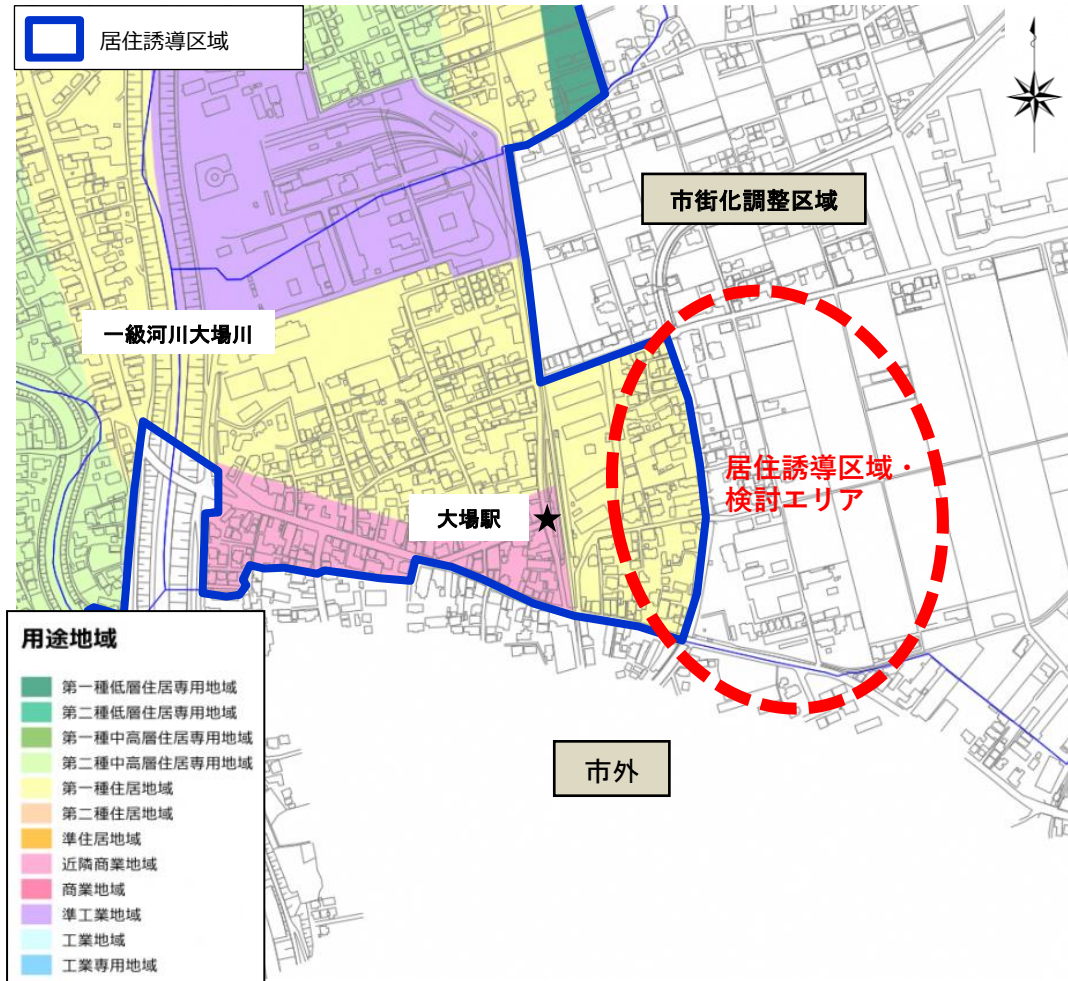 居住誘導区域
市街化調整区域
一級河川大場川
居住誘導区域・
検討エリア
大場駅
市外
用途地域
第一種低層住居専用地域
第二種低層住居専用地域
第一種中高層住居専用地域
第二種中高層住居専用地域
第一種住居地域
第二種住居地域
準住居地域
近隣商業地域
商業地域
準工業地域
工業地域
工業専用地域